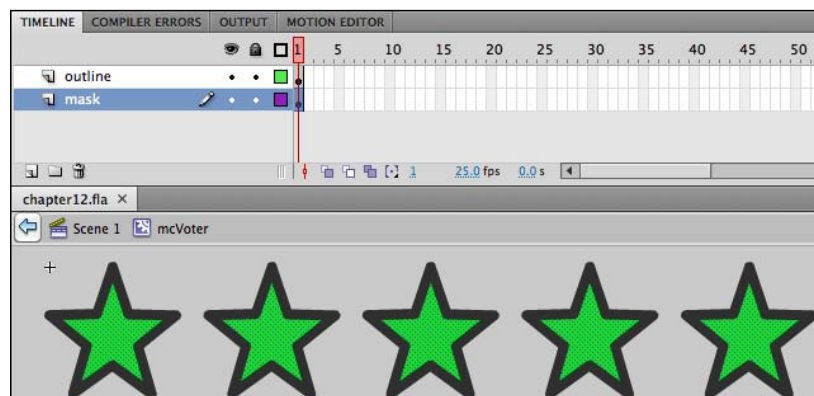 TIMELINE COMPILER ERRORS OUTPUT MOTION EDITOR
1 5 10 15 20 25 30 35 40 45 50
outline
mask
1 25.0 fps 0.0 s
chapter12.fla ×
Scene 1 mcVoter